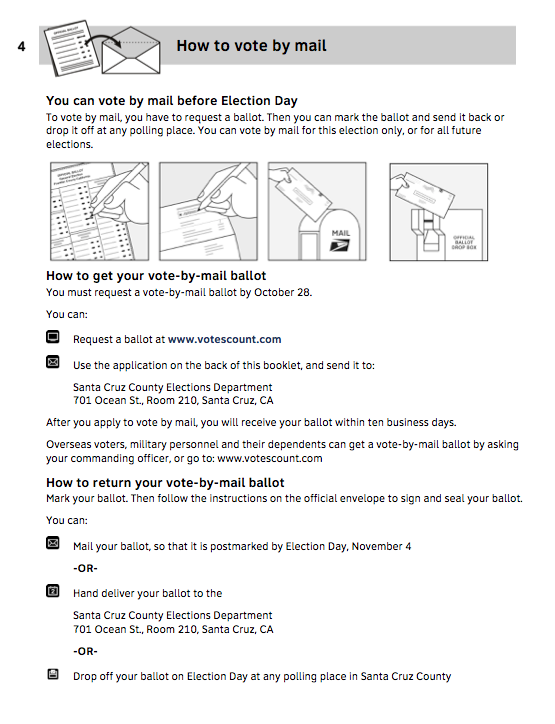 4
How to vote by mail
OFFICIAL BALLOT
You can vote by mail before Election Day
To vote by mail, you have to request a ballot. Then you can mark the ballot and send it back or
drop it off at any polling place. You can vote by mail for this election only, or for all future
elections.
OFFICIAL BALLOT
MAIL
OFFICIAL
BALLOT
DROP BOX
How to get your vote-by-mail ballot
You must request a vote-by-mail ballot by October 28.
You can:
Request a ballot at www.votescount.com
Use the application on the back of this booklet, and send it to:
Santa Cruz County Elections Department
701 Ocean St., Room 210, Santa Cruz, CA
After you apply to vote by mail, you will receive your ballot within ten business days.
Overseas voters, military personnel and their dependents can get a vote-by-mail ballot by asking
your commanding officer, or go to: www.votescount.com
How to return your vote-by-mail ballot
Mark your ballot. Then follow the instructions on the official envelope to sign and seal your ballot.
You can:
Mail your ballot, so that it is postmarked by Election Day, November 4
-OR-
Hand deliver your ballot to the
Santa Cruz County Elections Department
701 Ocean St., Room 210, Santa Cruz, CA
-OR-
Drop off your ballot on Election Day at any polling place in Santa Cruz County